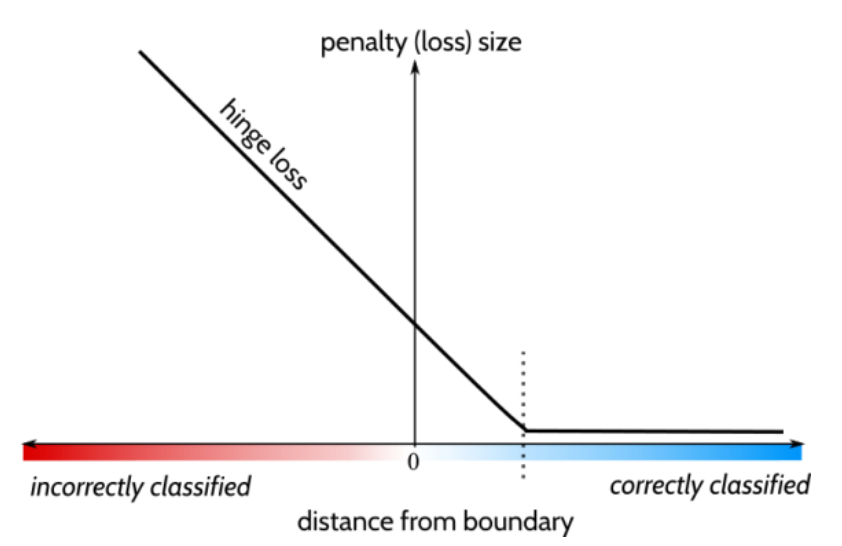 penalty (loss) size
hinge loss
0
incorrectly classified
correctly classified
distance from boundary